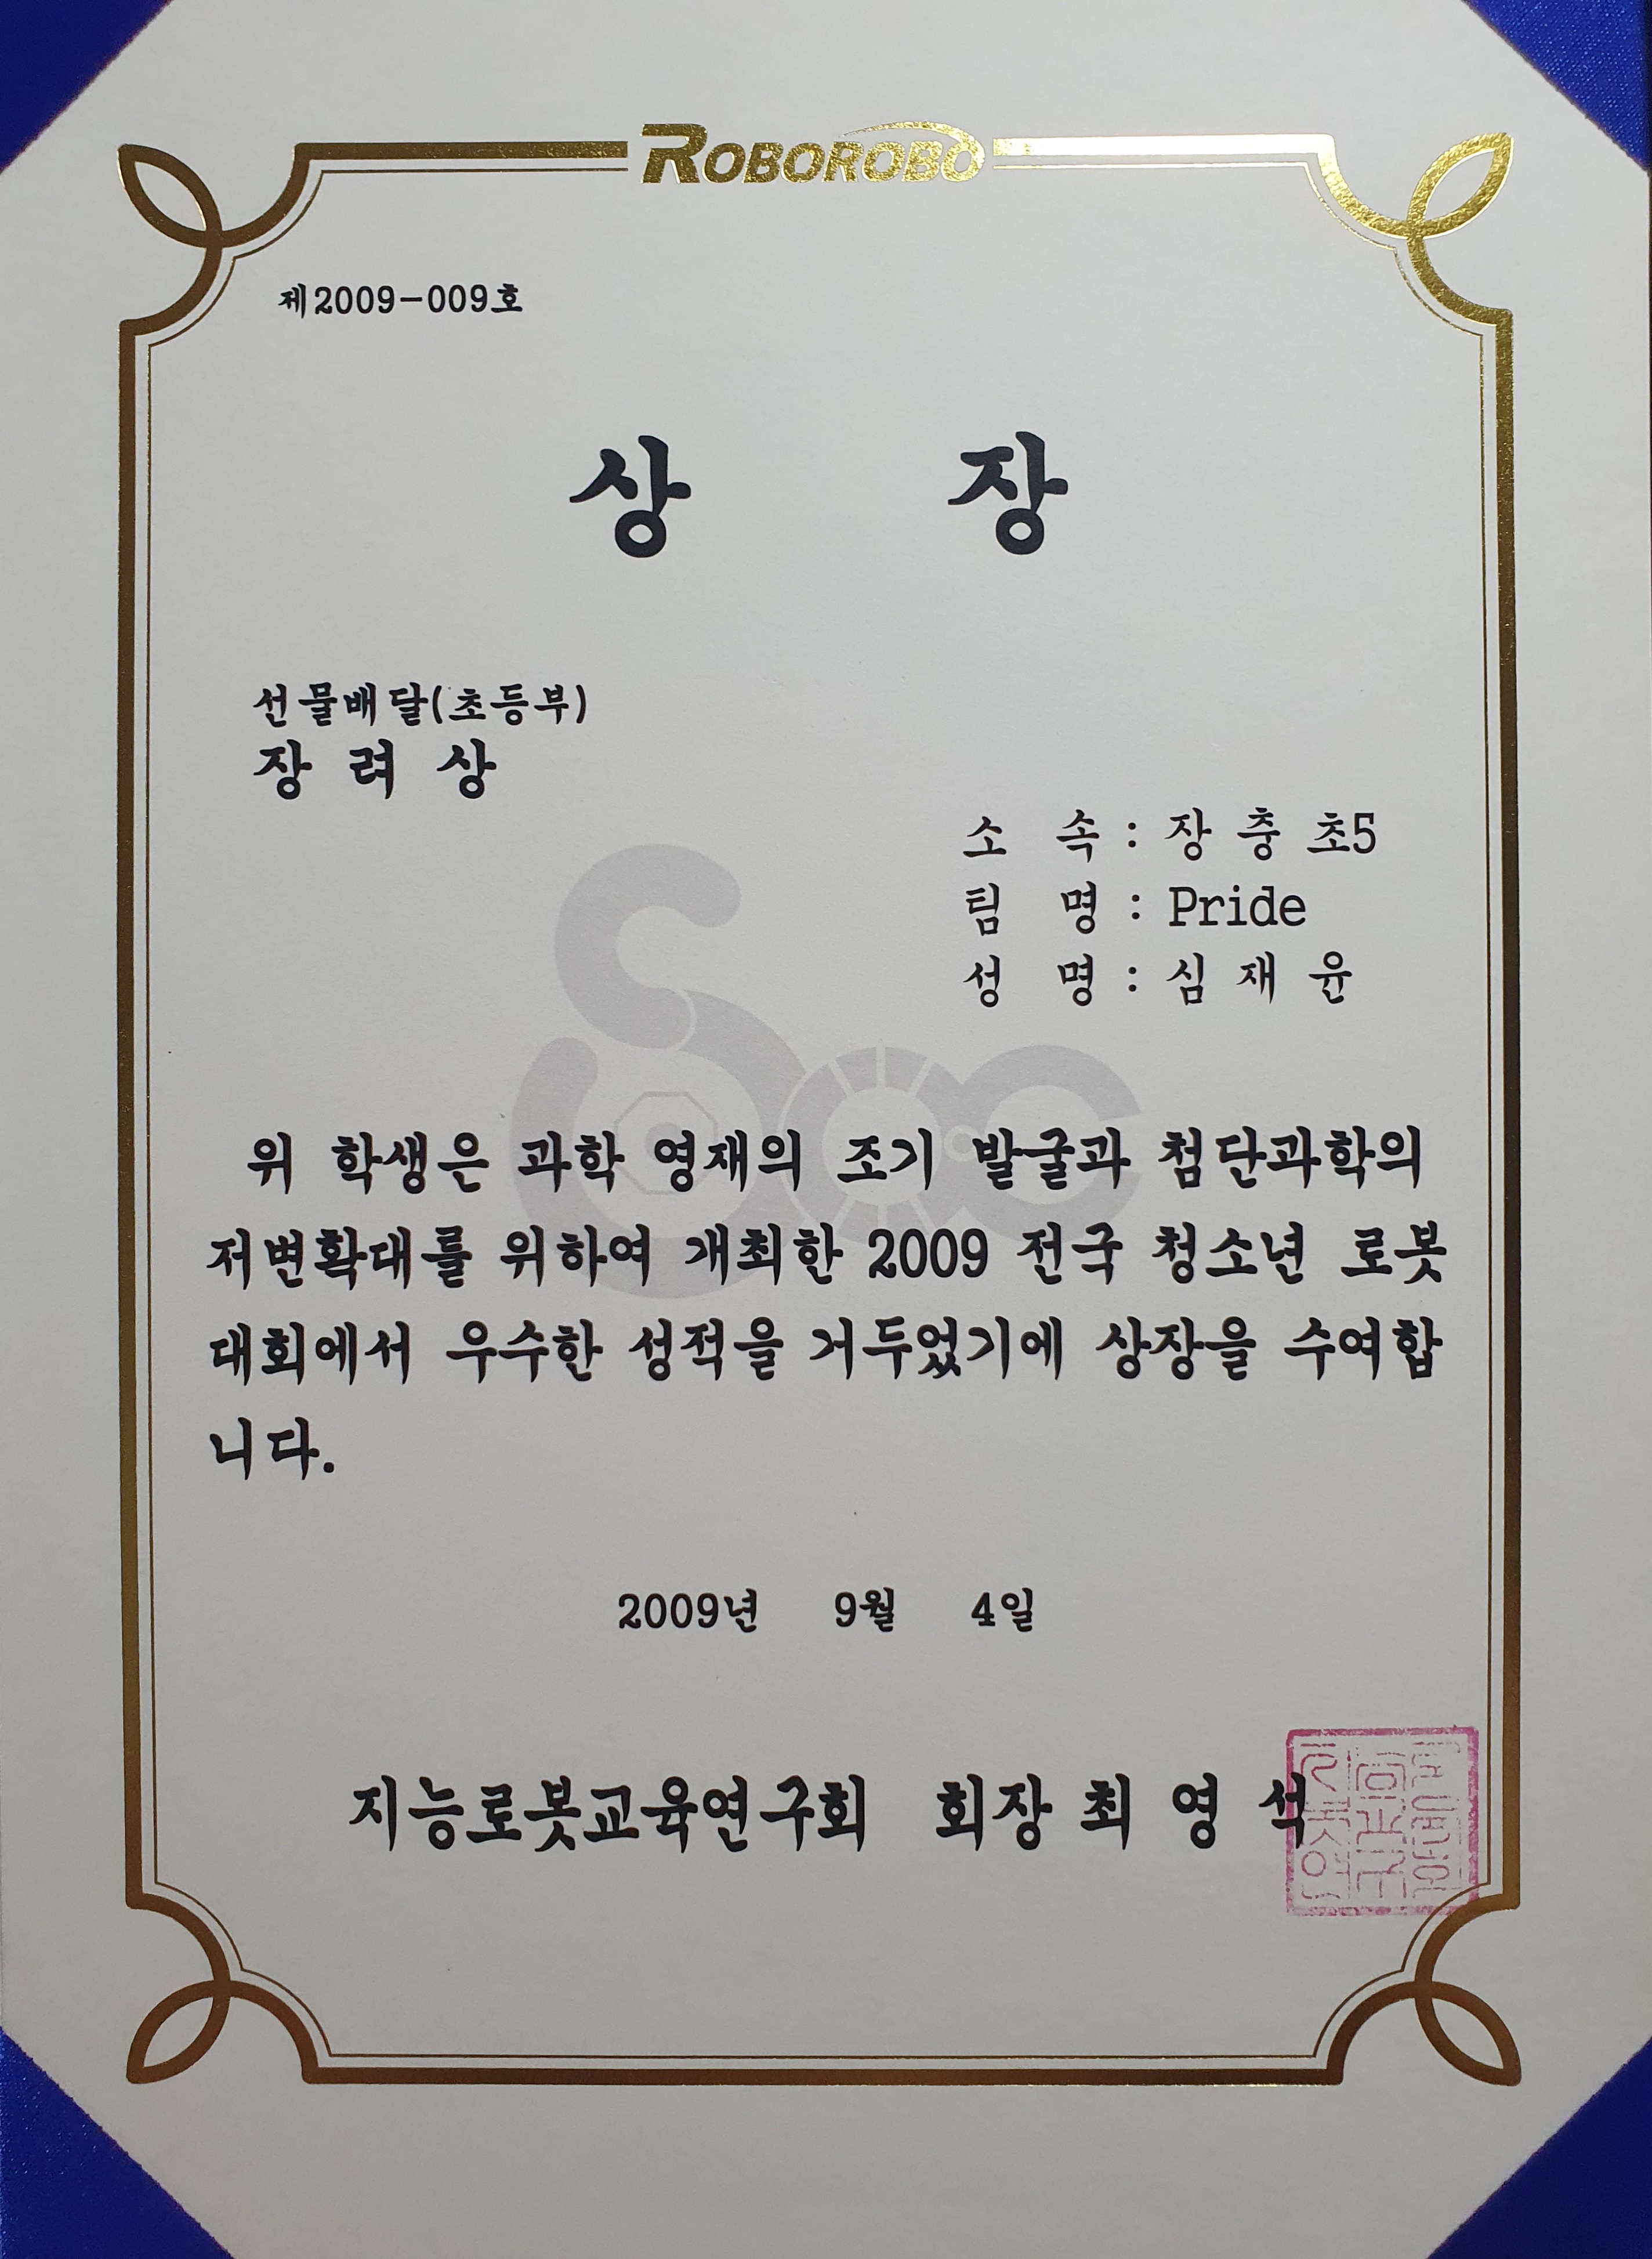 ROBOROBO
제2009-009호
상 장
선물배달(초등부)
장 려 상
소 속 : 장 충 초5
팀 명 : Pride
성 명 : 심 재 윤
위 학생은 과학 영재의 조기 발굴과 첨단과학의
저변확대를 위하여 개최한 2009 전국 청소년 로봇
대회에서 우수한 성적을 거두었기에 상장을 수여합
니다.
2009년 9월 4일
지능로봇교육연구회 회장 최 영 석